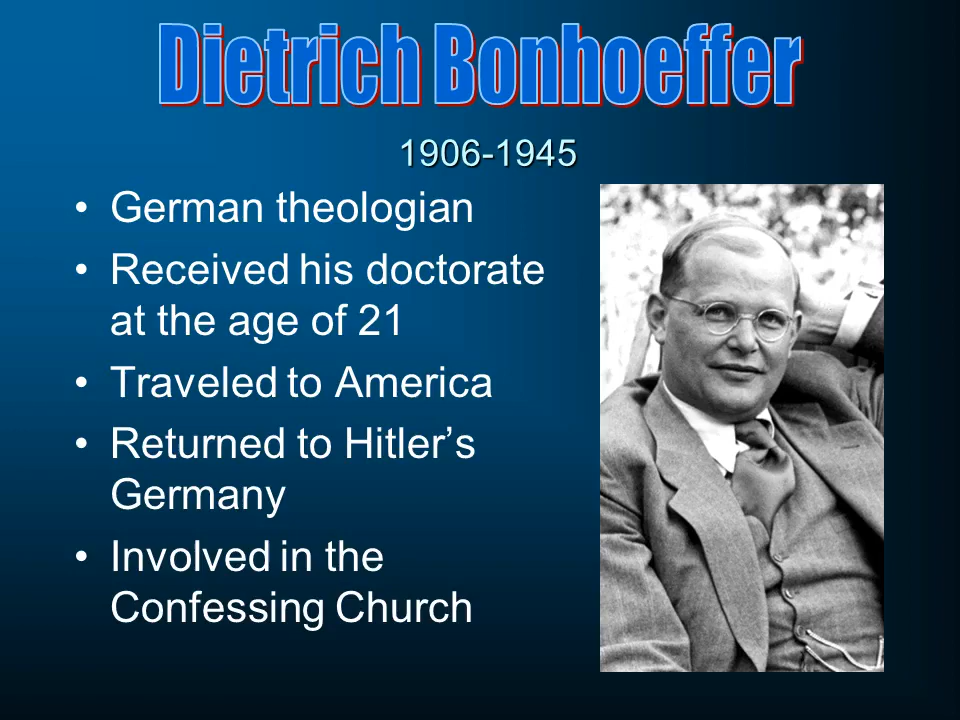 Dietrich Bonhoeffer
1906-1945
• German theologian
• Received his doctorate
at the age of 21
• Traveled to America
• Returned to Hitler’s
Germany
• Involved in the
Confessing Church